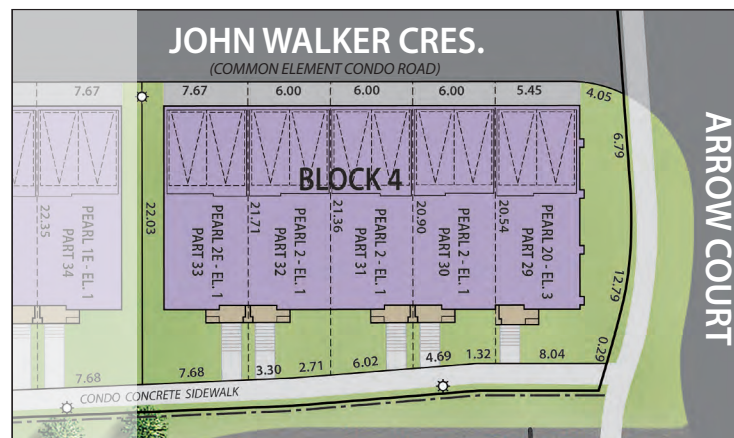 JOHN WALKER CRES.
(COMMON ELEMENT CONDO ROAD)
7.67
7.67
6.00
6.00
6.00
5.45
4.05
6.79
ARROW COURT
BLOCK 4
22.35
PEARL 1E - EL. 1
PART 34
22.03
PEARL 2E - EL. 1
PART 33
21.71
PEARL 2 - EL. 1
PART 32
21.36
PEARL 2 - EL. 1
PART 31
20.90
PEARL 2 - EL. 1
PART 30
20.54
PEARL 20 - EL. 3
PART 29
12.79
0.29
7.68
7.68
3.30
2.71
6.02
4.69
1.32
8.04
CONDO CONCRETE SIDEWALK